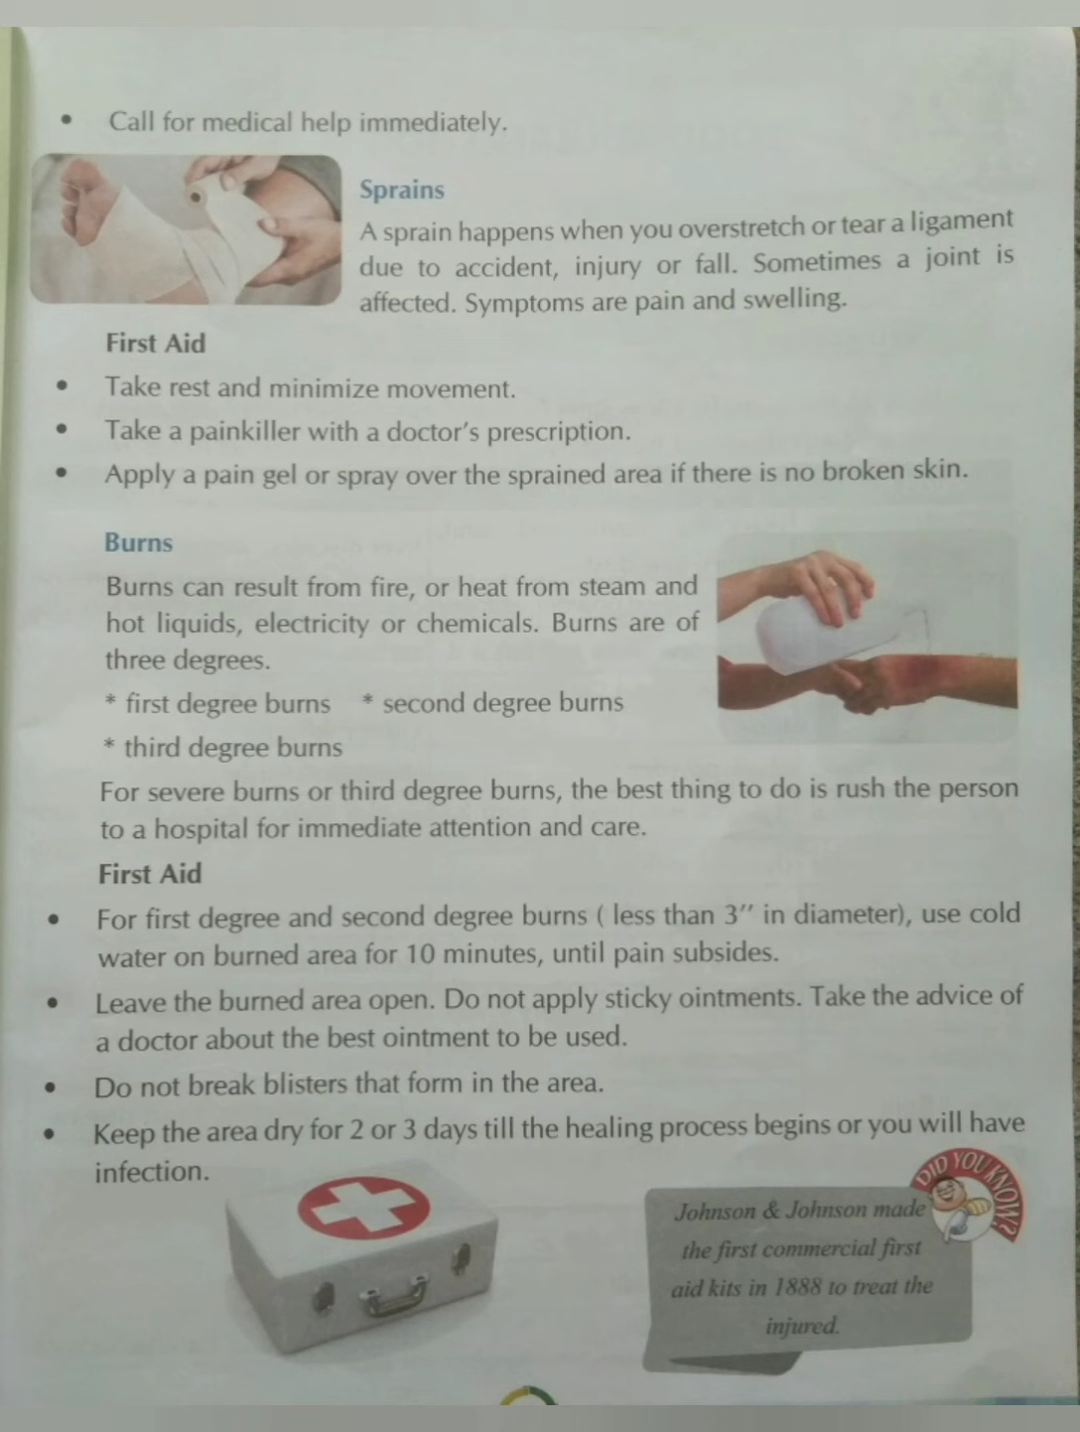 • Call for medical help immediately.
Sprains
A sprain happens when you overstretch or tear a ligament
due to accident, injury or fall. Sometimes a joint is
affected. Symptoms are pain and swelling.
First Aid
• Take rest and minimize movement.
• Take a painkiller with a doctor's prescription.
• Apply a pain gel or spray over the sprained area if there is no broken skin.
Burns
Burns can result from fire, or heat from steam and
hot liquids, electricity or chemicals. Burns are of
three degrees.
* first degree burns * second degree burns
* third degree burns
For severe burns or third degree burns, the best thing to do is rush the person
to a hospital for immediate attention and care.
First Aid
• For first degree and second degree burns ( less than 3″ in diameter), use cold
water on burned area for 10 minutes, until pain subsides.
• Leave the burned area open. Do not apply sticky ointments. Take the advice of
a doctor about the best ointment to be used.
• Do not break blisters that form in the area.
• Keep the area dry for 2 or 3 days till the healing process begins or you will have
infection.
DID YOU KNOW?
Johnson & Johnson made
the first commercial first
aid kits in 1888 to treat the
injured.